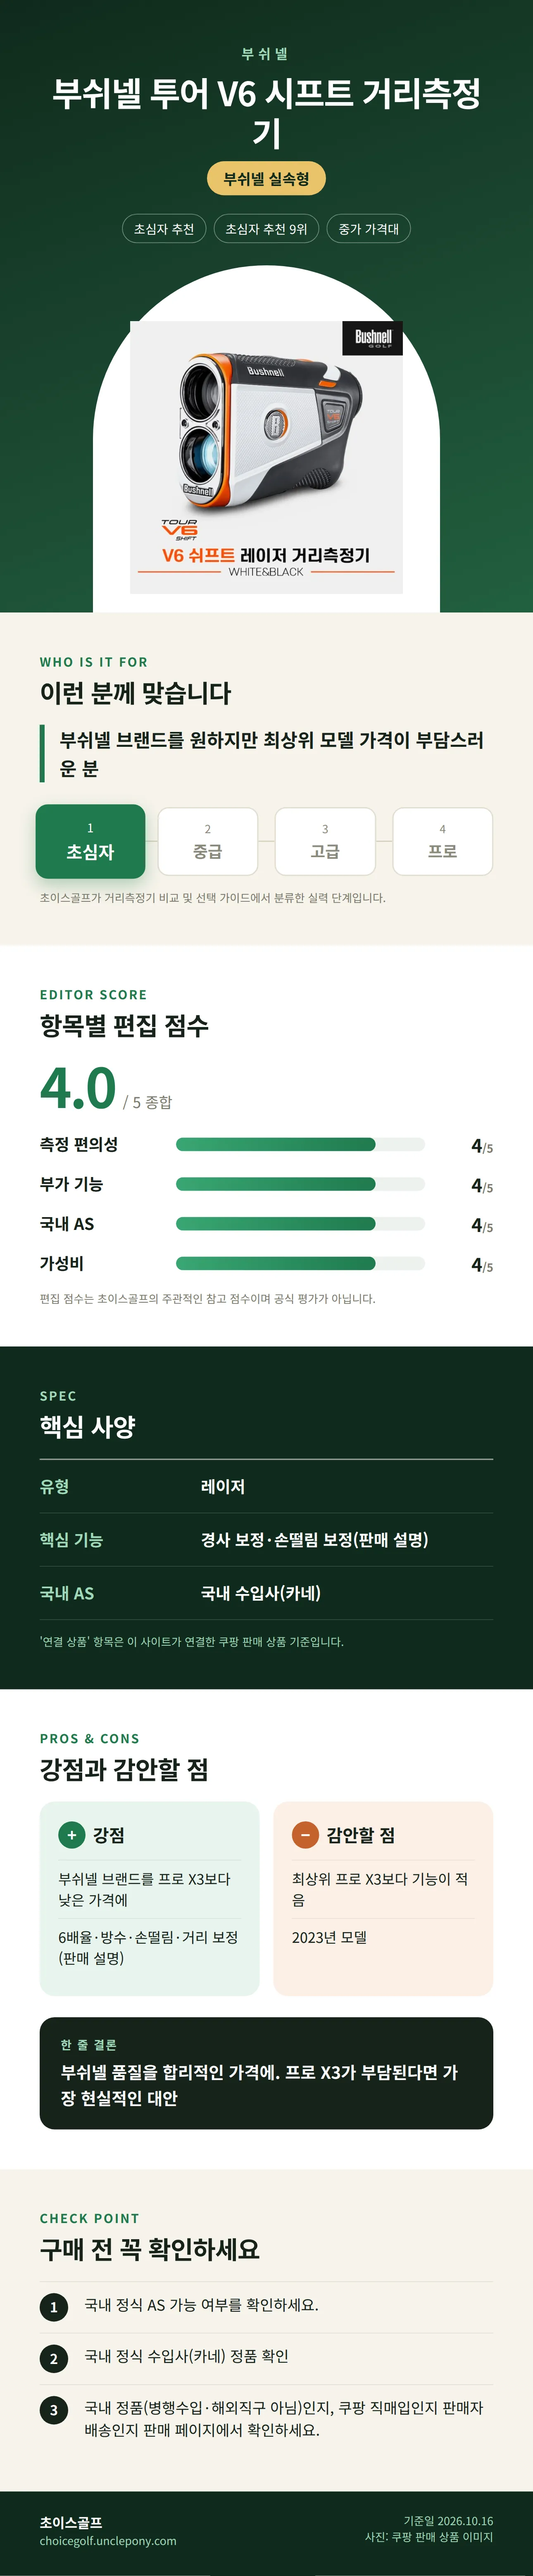 부쉬넬
부쉬넬 투어 V6 시프트 거리측정
기
부쉬넬 실속형
초심자 추천
초심자 추천 9위
중가 가격대
Bushnell
GOLF
Bushnell
TOUR
V6
Bushnell
TOUR
V6
SHIFT
V6 쉬프트 레이저 거리측정기
WHITE&BLACK
WHO IS IT FOR
이런 분께 맞습니다
부쉬넬 브랜드를 원하지만 최상위 모델 가격이 부담스러
운 분
1
초심자
2
중급
3
고급
4
프로
초이스골프가 거리측정기 비교 및 선택 가이드에서 분류한 실력 단계입니다.
EDITOR SCORE
항목별 편집 점수
4.0 / 5 종합
측정 편의성 4/5
부가 기능 4/5
국내 AS 4/5
가성비 4/5
편집 점수는 초이스골프의 주관적인 참고 점수이며 공식 평가가 아닙니다.
SPEC
핵심 사양
유형 레이저
핵심 기능 경사 보정·손떨림 보정(판매 설명)
국내 AS 국내 수입사(카네)
'연결 상품' 항목은 이 사이트가 연결한 쿠팡 판매 상품 기준입니다.
PROS & CONS
강점과 감안할 점
+ 강점
부쉬넬 브랜드를 프로 X3보다
낮은 가격에
6배율·방수·손떨림·거리 보정
(판매 설명)
− 감안할 점
최상위 프로 X3보다 기능이 적
음
2023년 모델
한 줄 결론
부쉬넬 품질을 합리적인 가격에. 프로 X3가 부담된다면 가
장 현실적인 대안
CHECK POINT
구매 전 꼭 확인하세요
1 국내 정식 AS 가능 여부를 확인하세요.
2 국내 정식 수입사(카네) 정품 확인
3 국내 정품(병행수입·해외직구 아님)인지, 쿠팡 직매입인지 판매자
배송인지 판매 페이지에서 확인하세요.
초이스골프
choicegolf.unclepony.com
기준일 2026.10.16
사진: 쿠팡 판매 상품 이미지